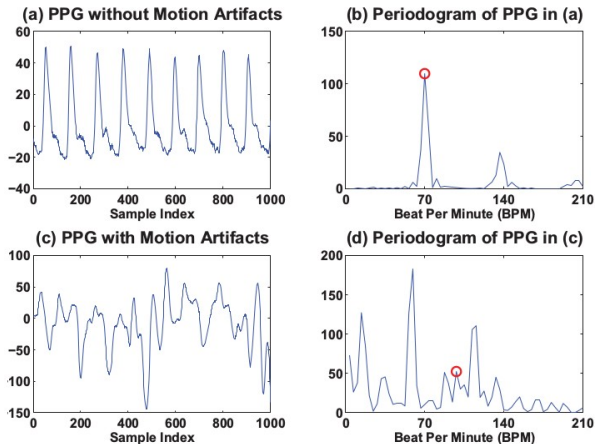 (a) PPG without Motion Artifacts
60
40
20
0
−20
−40
0 200 400 600 800 1000
Sample Index
(b) Periodogram of PPG in (a)
150
100
50
0
0 70 140 210
Beat Per Minute (BPM)
(c) PPG with Motion Artifacts
100
50
0
−50
−100
−150
0 200 400 600 800 1000
Sample Index
(d) Periodogram of PPG in (c)
200
150
100
50
0
0 70 140 210
Beat Per Minute (BPM)